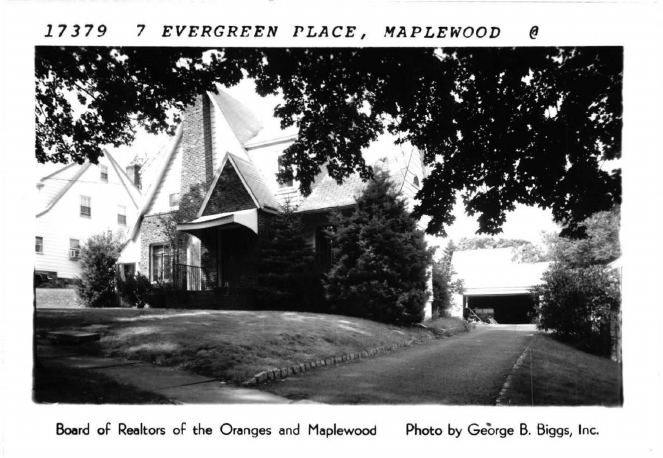 17379 7 EVERGREEN PLACE, MAPLEWOOD @
Board of Realtors of the Oranges and Maplewood Photo by George B. Biggs, Inc.